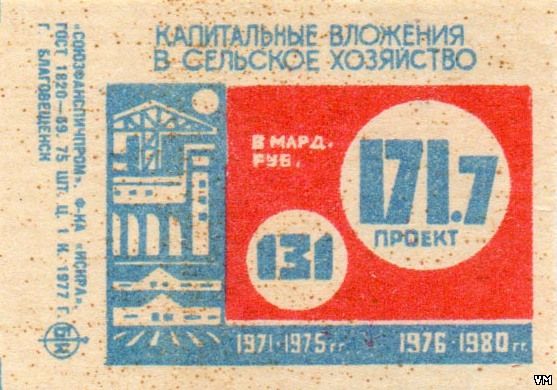 КАПИТАЛЬНЫЕ ВЛОЖЕНИЯ
В СЕЛЬСКОЕ ХОЗЯЙСТВО
В МЛРД.
РУБ.
171.7
ПРОЕКТ
131
1971-1975 гг.
1976-1980 гг.
"СОЮЗФАНСПИЧПРОМ". Ф-КА "ИСКРА".
ГОСТ 1820-69. 75 ШТ. Ц. 1 К. 1977 Г.
Г. БЛАГОВЕЩЕНСК
УМ